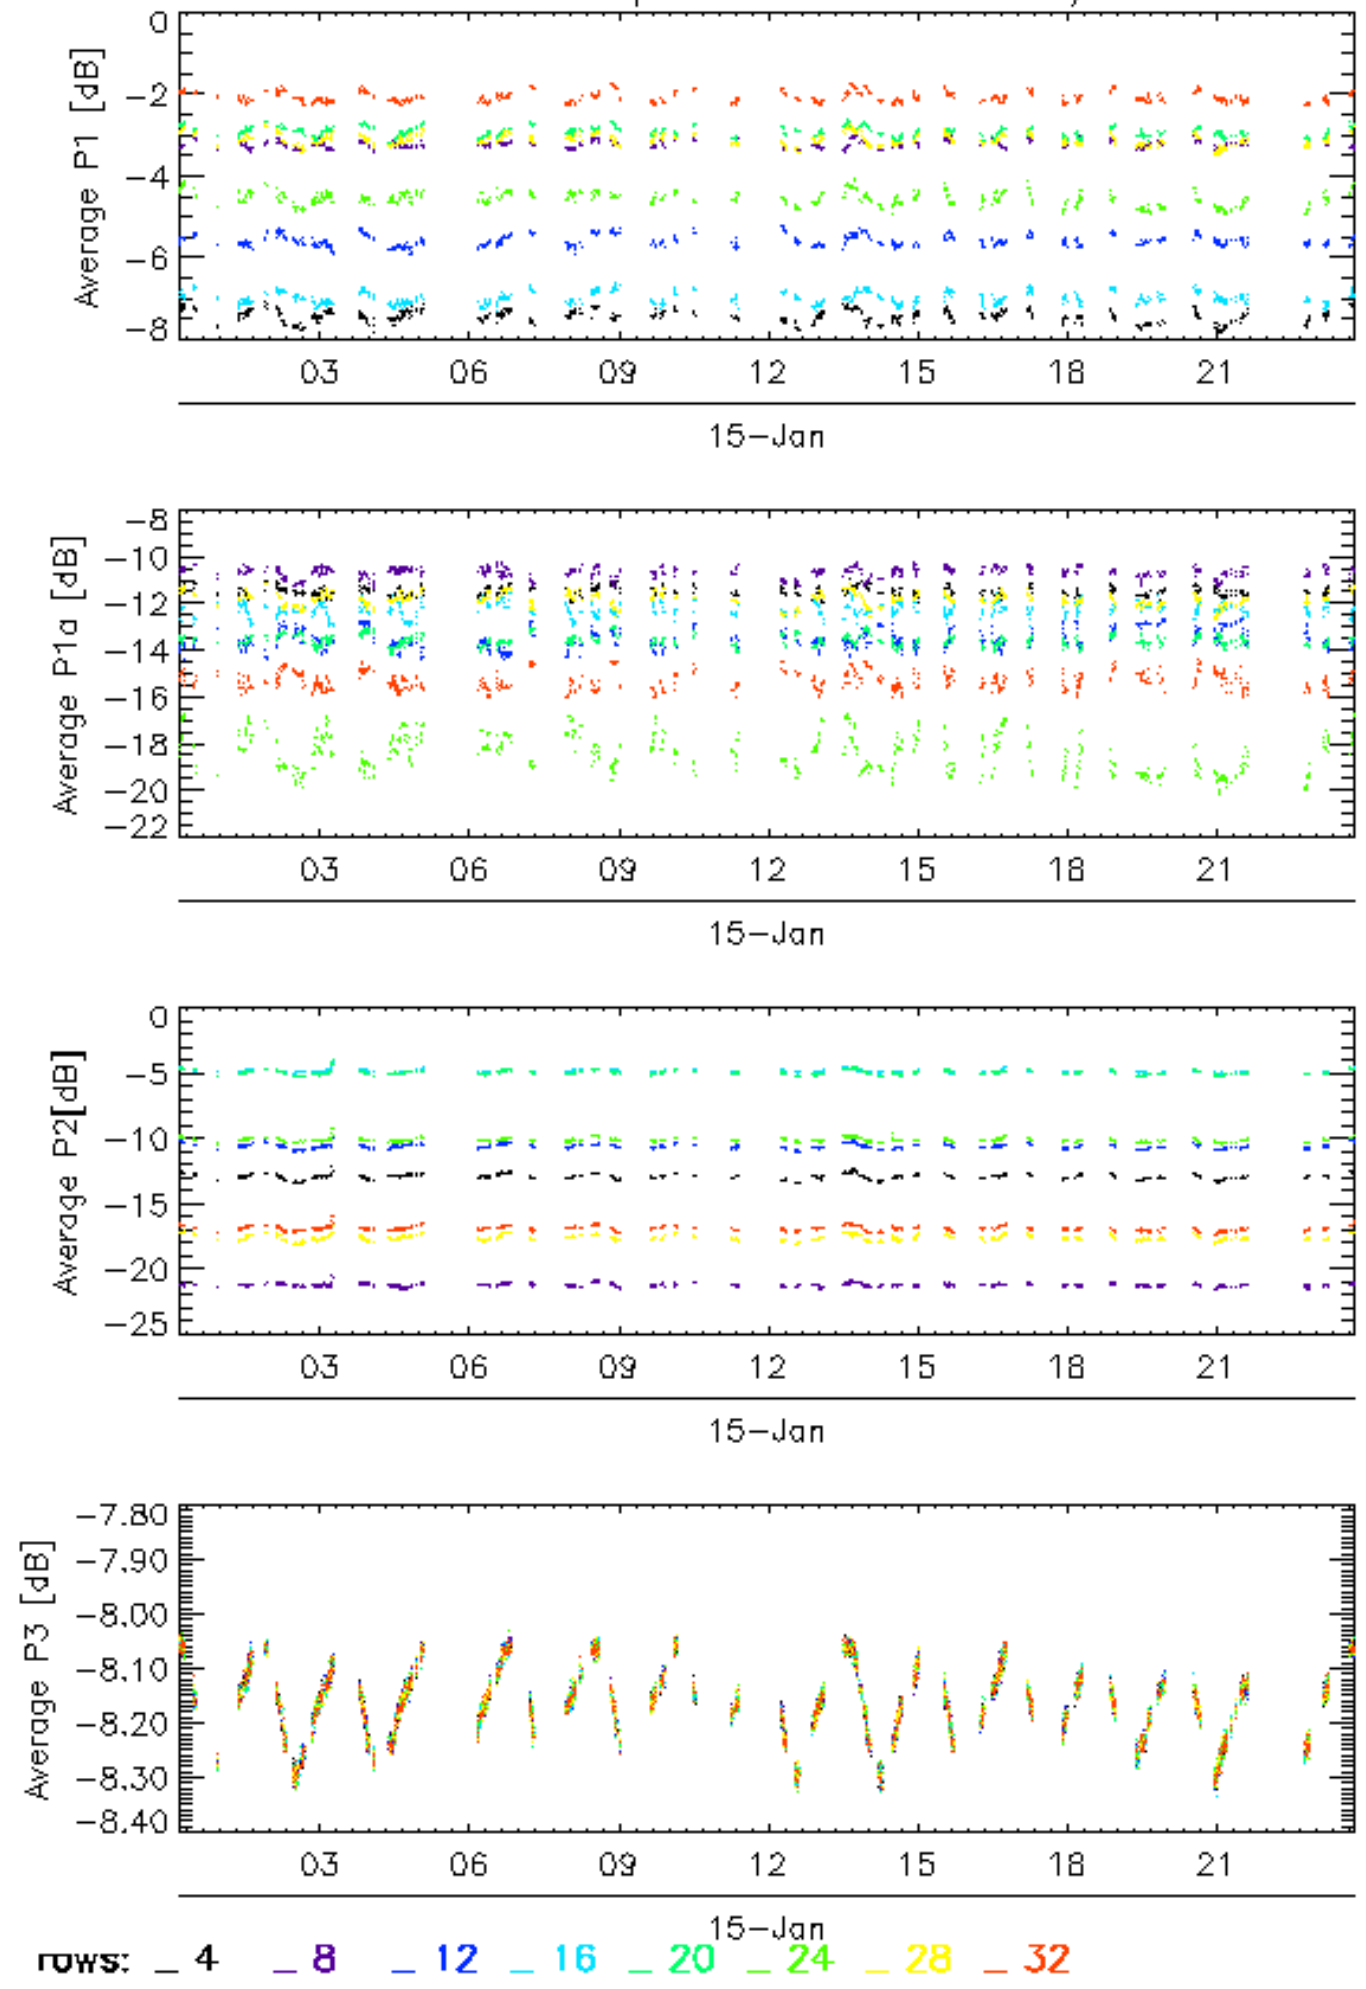 Average P1 [dB]
0
−2
−4
−6
−8
03 06 09 12 15 18 21
15−Jan
Average P1a [dB]
−8
−10
−12
−14
−16
−18
−20
−22
03 06 09 12 15 18 21
15−Jan
Average P2[dB]
0
−5
−10
−15
−20
−25
03 06 09 12 15 18 21
15−Jan
Average P3 [dB]
−7.80
−7.90
−8.00
−8.10
−8.20
−8.30
−8.40
03 06 09 12 15 18 21
15−Jan
rows: _ 4 _ 8 _ 12 _ 16 _ 20 _ 24 _ 28 _ 32